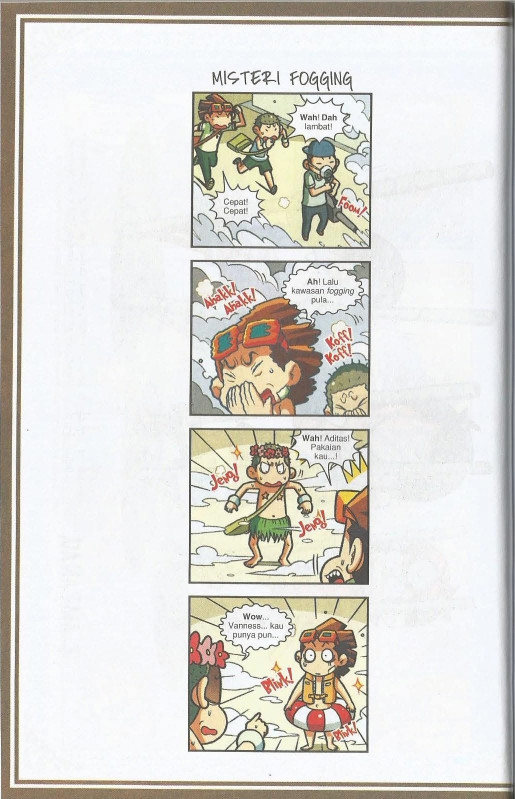 MISTERI FOGGING
Wah! Dah
lambat!
Cepat!
Cepat!
Foom!
Ahakk!
Ahakk!
Ah! Lalu
kawasan fogging
pula...
Koff!
Koff!
Wah! Aditas!
Pakaian
kau...!
Jeng!
Jeng!
Wow...
Vanness... kau
punya pun...
Blink!
Blink!